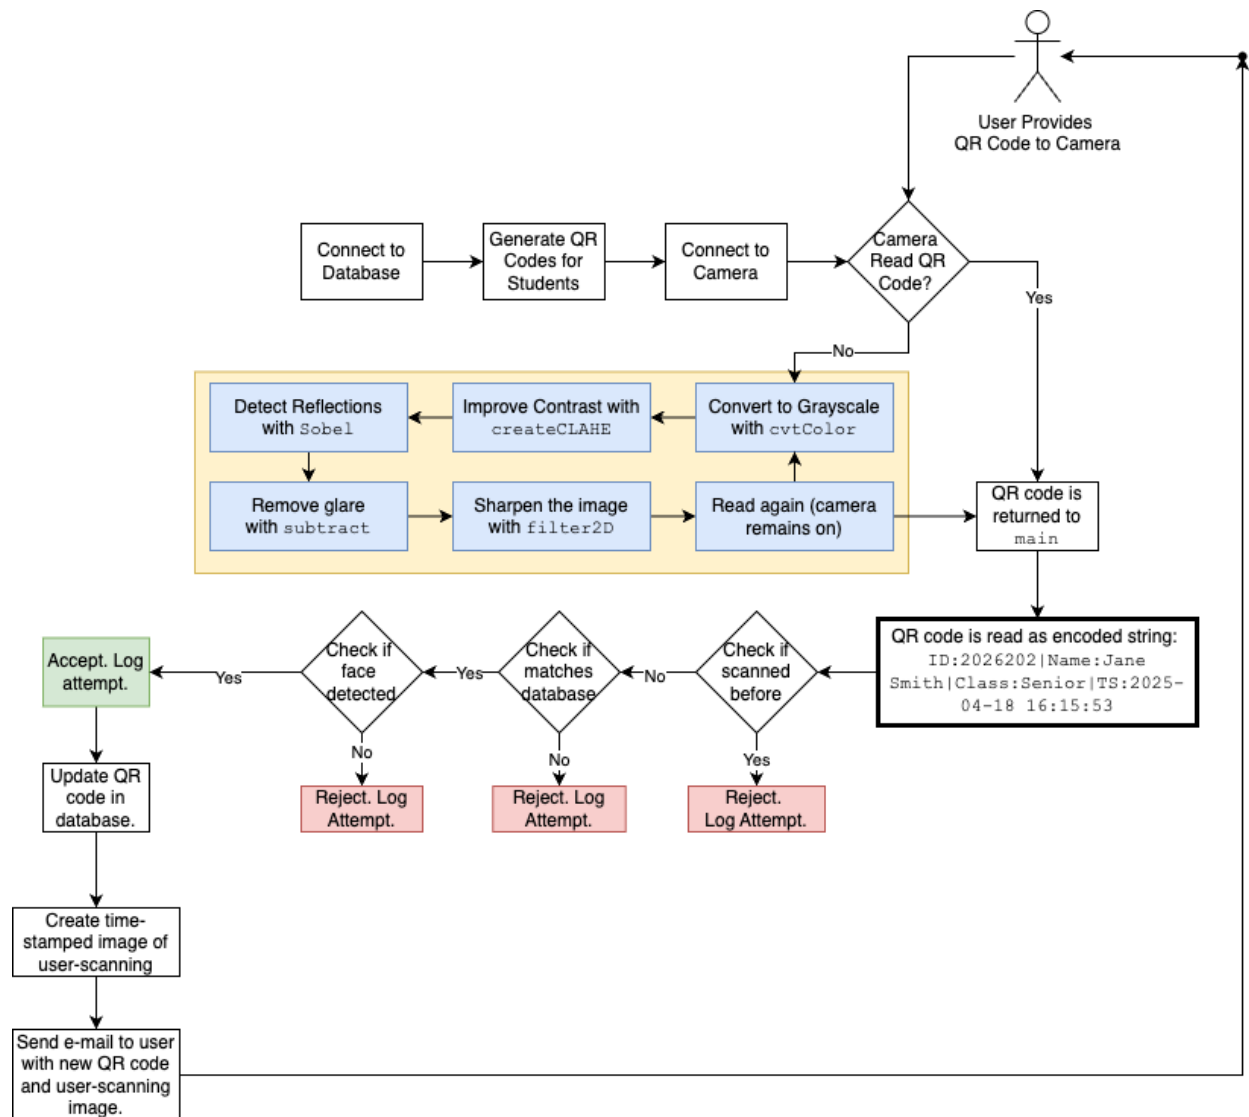 User Provides
QR Code to Camera
Connect to
Database
Generate QR
Codes for
Students
Connect to
Camera
Camera
Read QR
Code?
Yes
No
Detect Reflections
with Sobel
Improve Contrast with
createCLAHE
Convert to Grayscale
with cvtColor
Remove glare
with subtract
Sharpen the image
with filter2D
Read again (camera
remains on)
QR code is
returned to
main
QR code is read as encoded string:
ID:2026202|Name:Jane
Smith|Class:Senior|TS:2025-
04-18 16:15:53
Check if
scanned
before
No
Yes
Reject.
Log Attempt.
Check if
matches
database
Yes
No
Reject. Log
Attempt.
Check if
face
detected
Yes
No
Reject. Log
Attempt.
Accept. Log
attempt.
Update QR
code in
database.
Create time-
stamped image of
user-scanning
Send e-mail to user
with new QR code
and user-scanning
image.